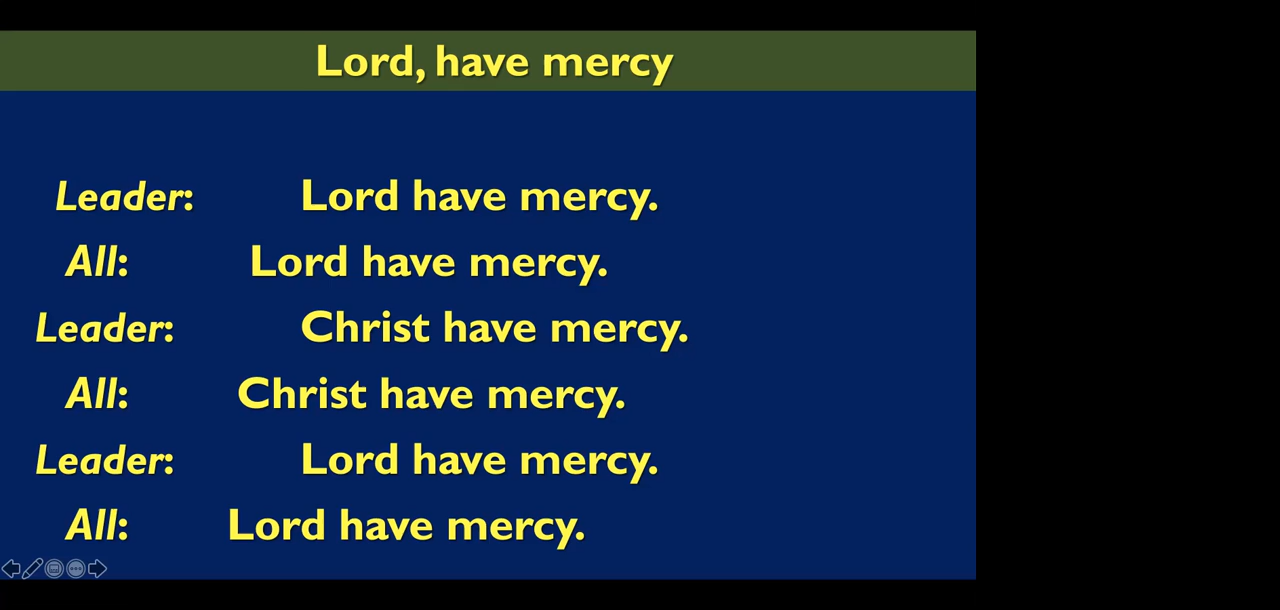 Lord, have mercy
Leader: Lord have mercy.
All: Lord have mercy.
Leader: Christ have mercy.
All: Christ have mercy.
Leader: Lord have mercy.
All: Lord have mercy.